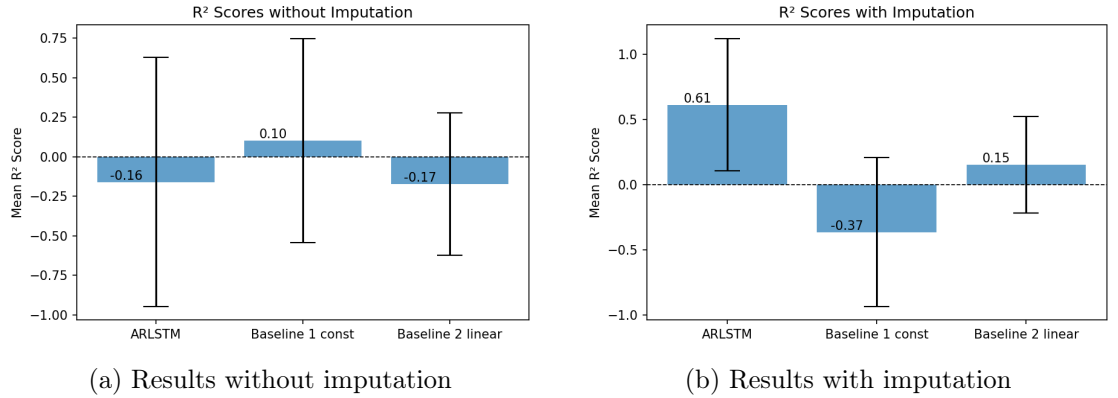 R² Scores without Imputation
Mean R² Score
0.75
0.50
0.25
0.00
−0.25
−0.50
−0.75
−1.00
-0.16
0.10
-0.17
ARLSTM
Baseline 1 const
Baseline 2 linear
(a) Results without imputation
R² Scores with Imputation
Mean R² Score
1.0
0.5
0.0
−0.5
−1.0
0.61
-0.37
0.15
ARLSTM
Baseline 1 const
Baseline 2 linear
(b) Results with imputation